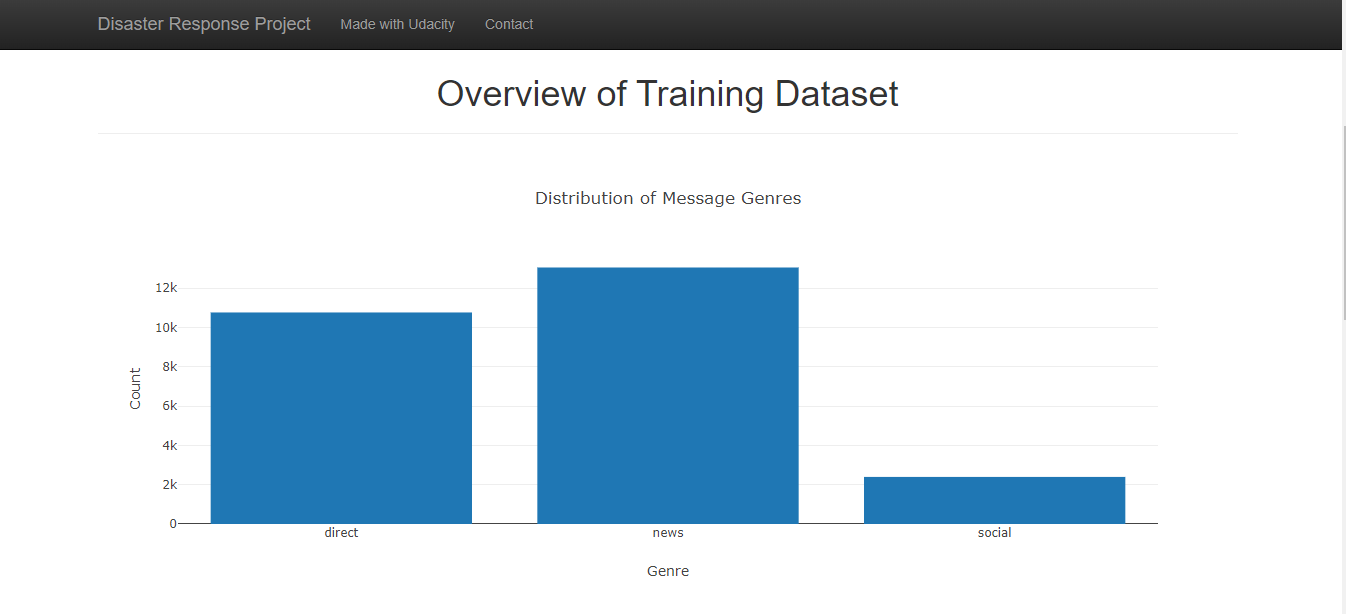 Disaster Response Project Made with Udacity Contact
Overview of Training Dataset
Distribution of Message Genres
12k
10k
8k
6k
4k
2k
0
Count
direct news social
Genre